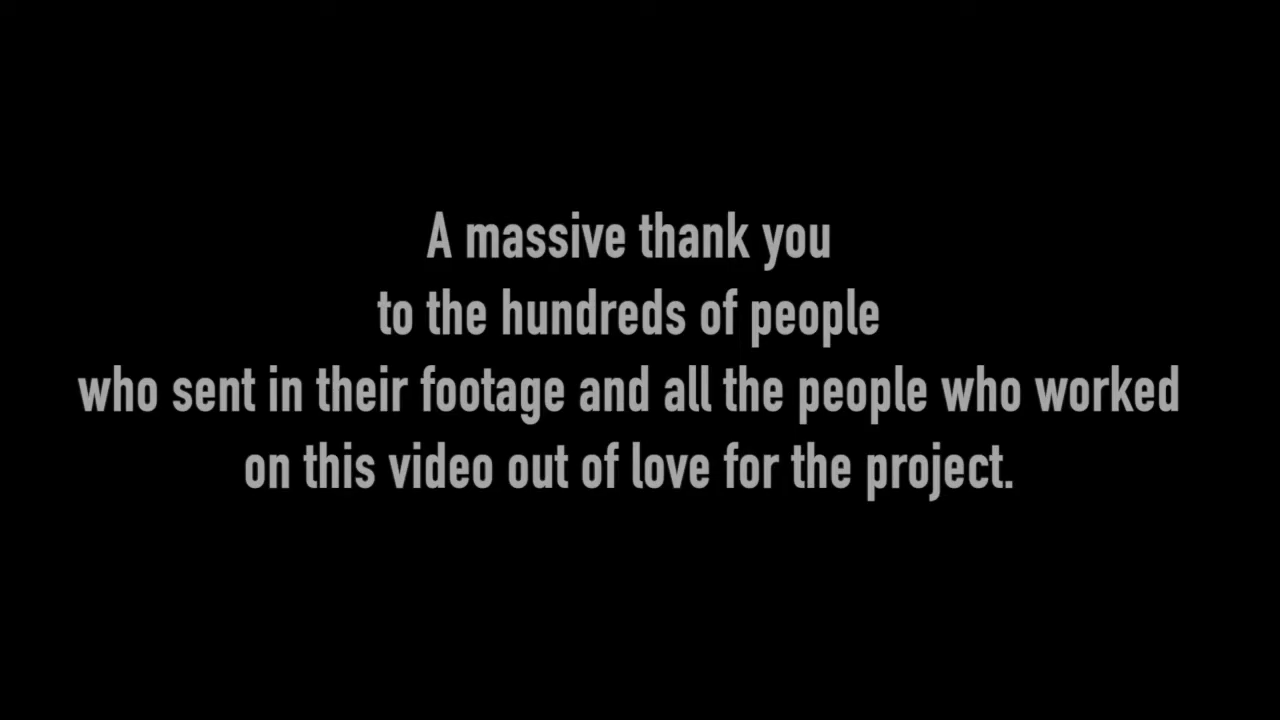 A massive thank you
to the hundreds of people
who sent in their footage and all the people who worked
on this video out of love for the project.